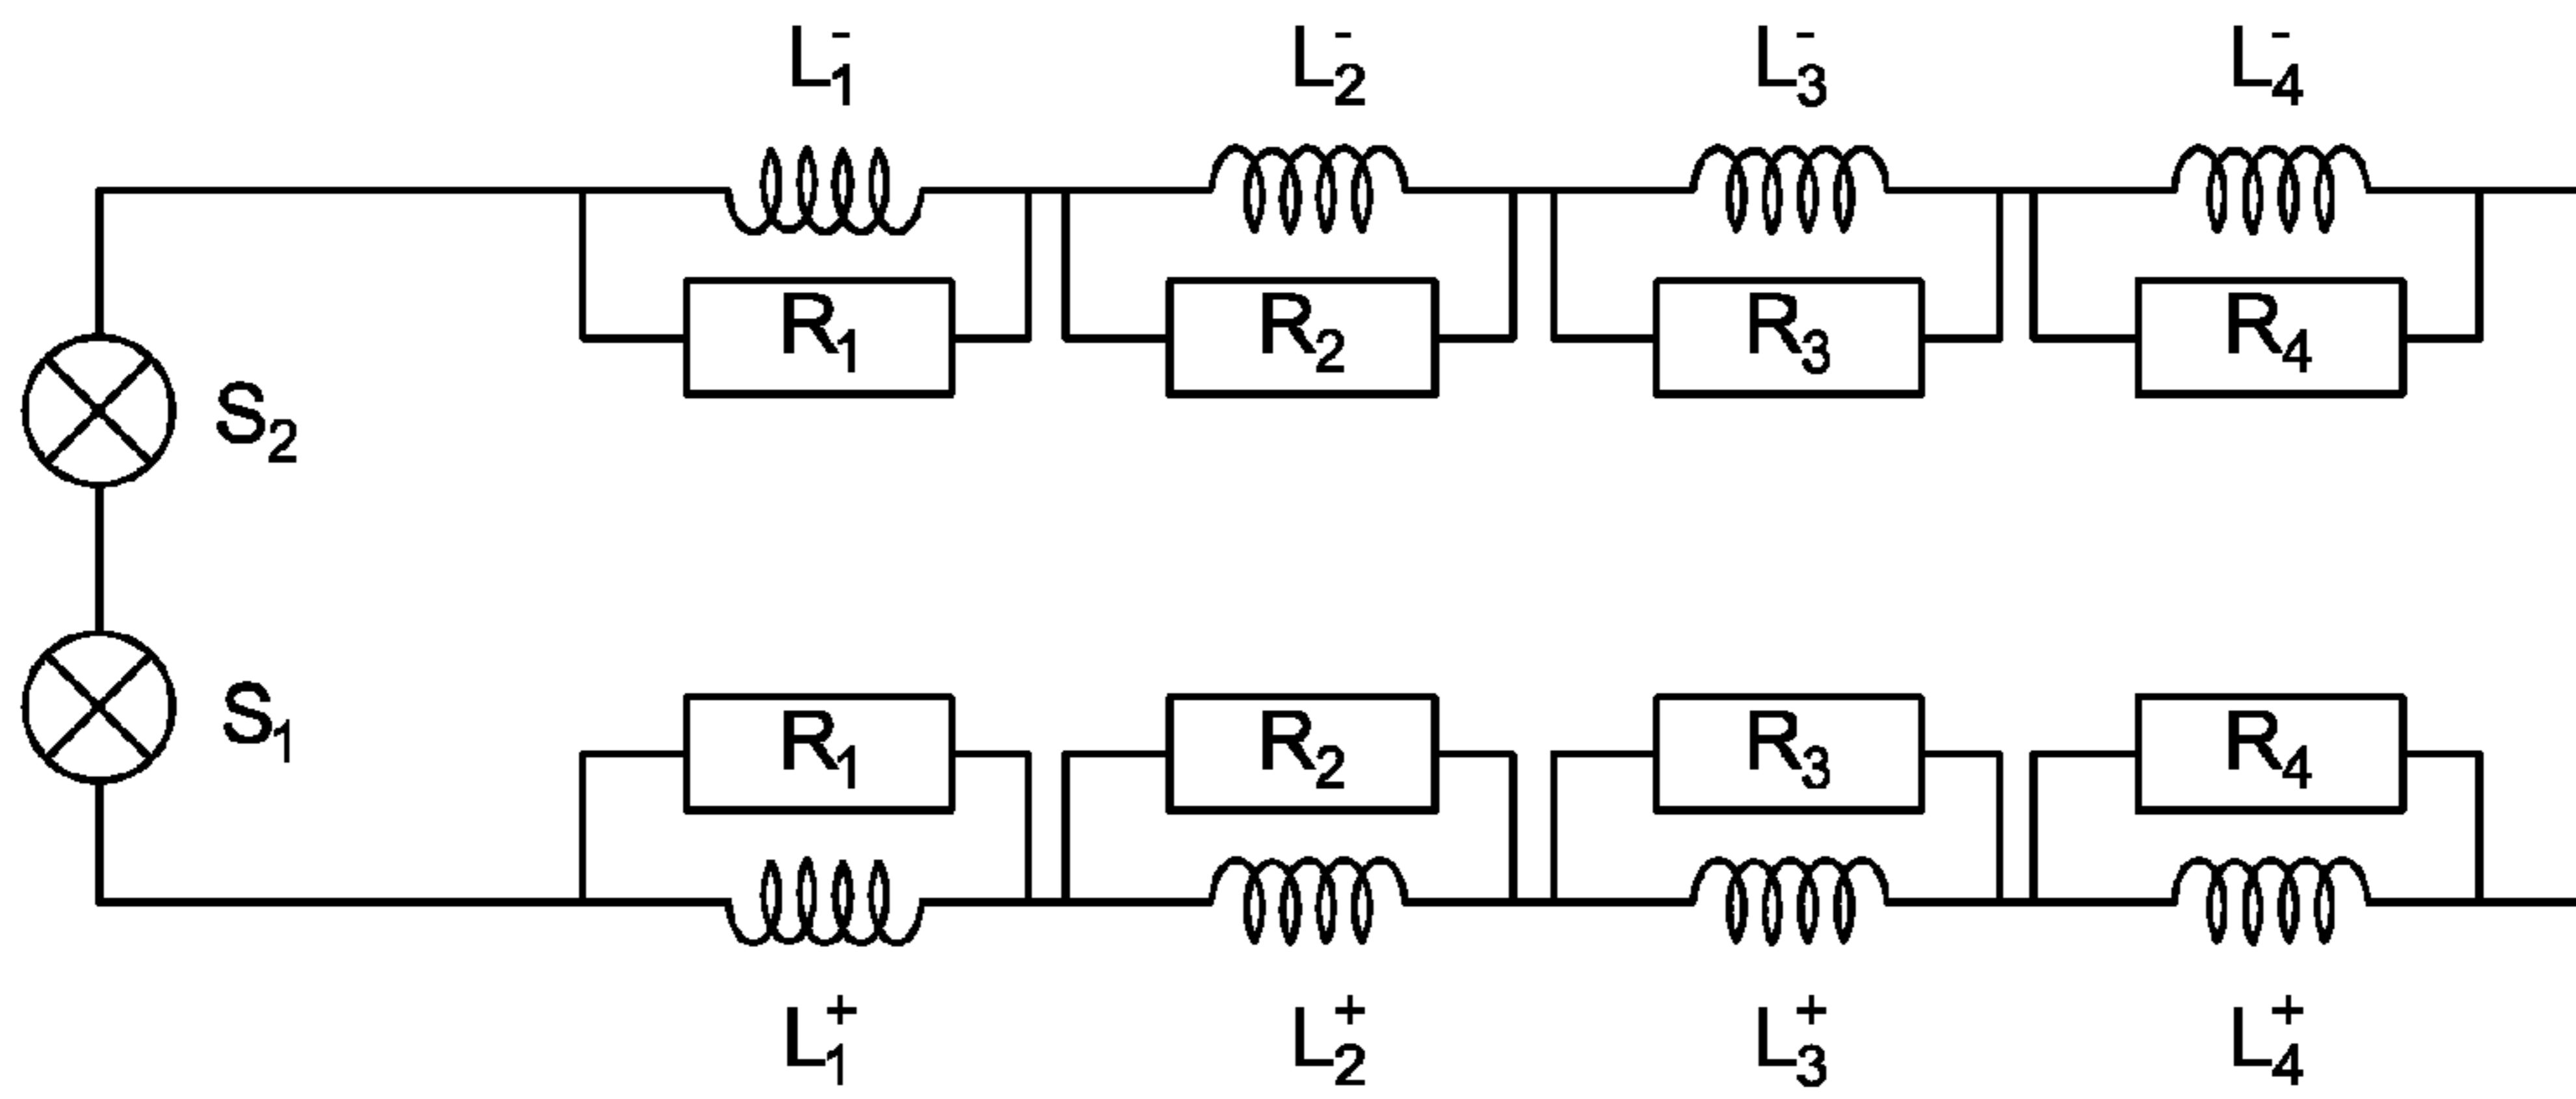 L₁⁻ L₂⁻ L₃⁻ L₄⁻
R₁ R₂ R₃ R₄
S₂
S₁
R₁ R₂ R₃ R₄
L₁⁺ L₂⁺ L₃⁺ L₄⁺